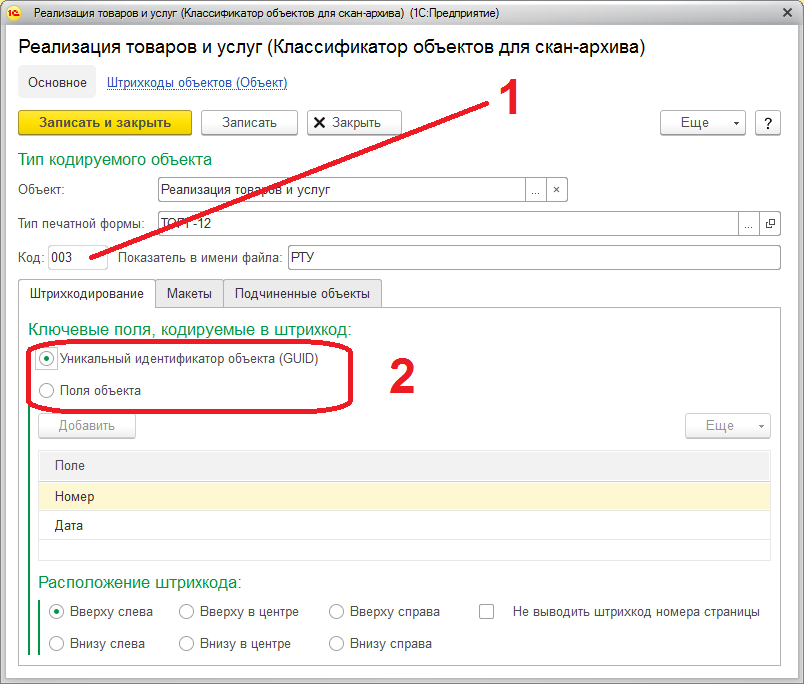 Реализация товаров и услуг (Классификатор объектов для скан-архива) (1С:Предприятие)
Реализация товаров и услуг (Классификатор объектов для скан-архива)
Основное Штрихкоды объектов (Объект)
1
Записать и закрыть Записать Закрыть Еще ?
Тип кодируемого объекта
Объект: Реализация товаров и услуг ... ×
Тип печатной формы: ТОРГ-12 ...
Код: 003 Показатель в имени файла: РТУ
Штрихкодирование Макеты Подчиненные объекты
Ключевые поля, кодируемые в штрихкод:
Уникальный идентификатор объекта (GUID)
2
Поля объекта
Добавить Еще
Поле
Номер
Дата
Расположение штрихкода:
Вверху слева Вверху в центре Вверху справа Не выводить штрихкод номера страницы
Внизу слева Внизу в центре Внизу справа